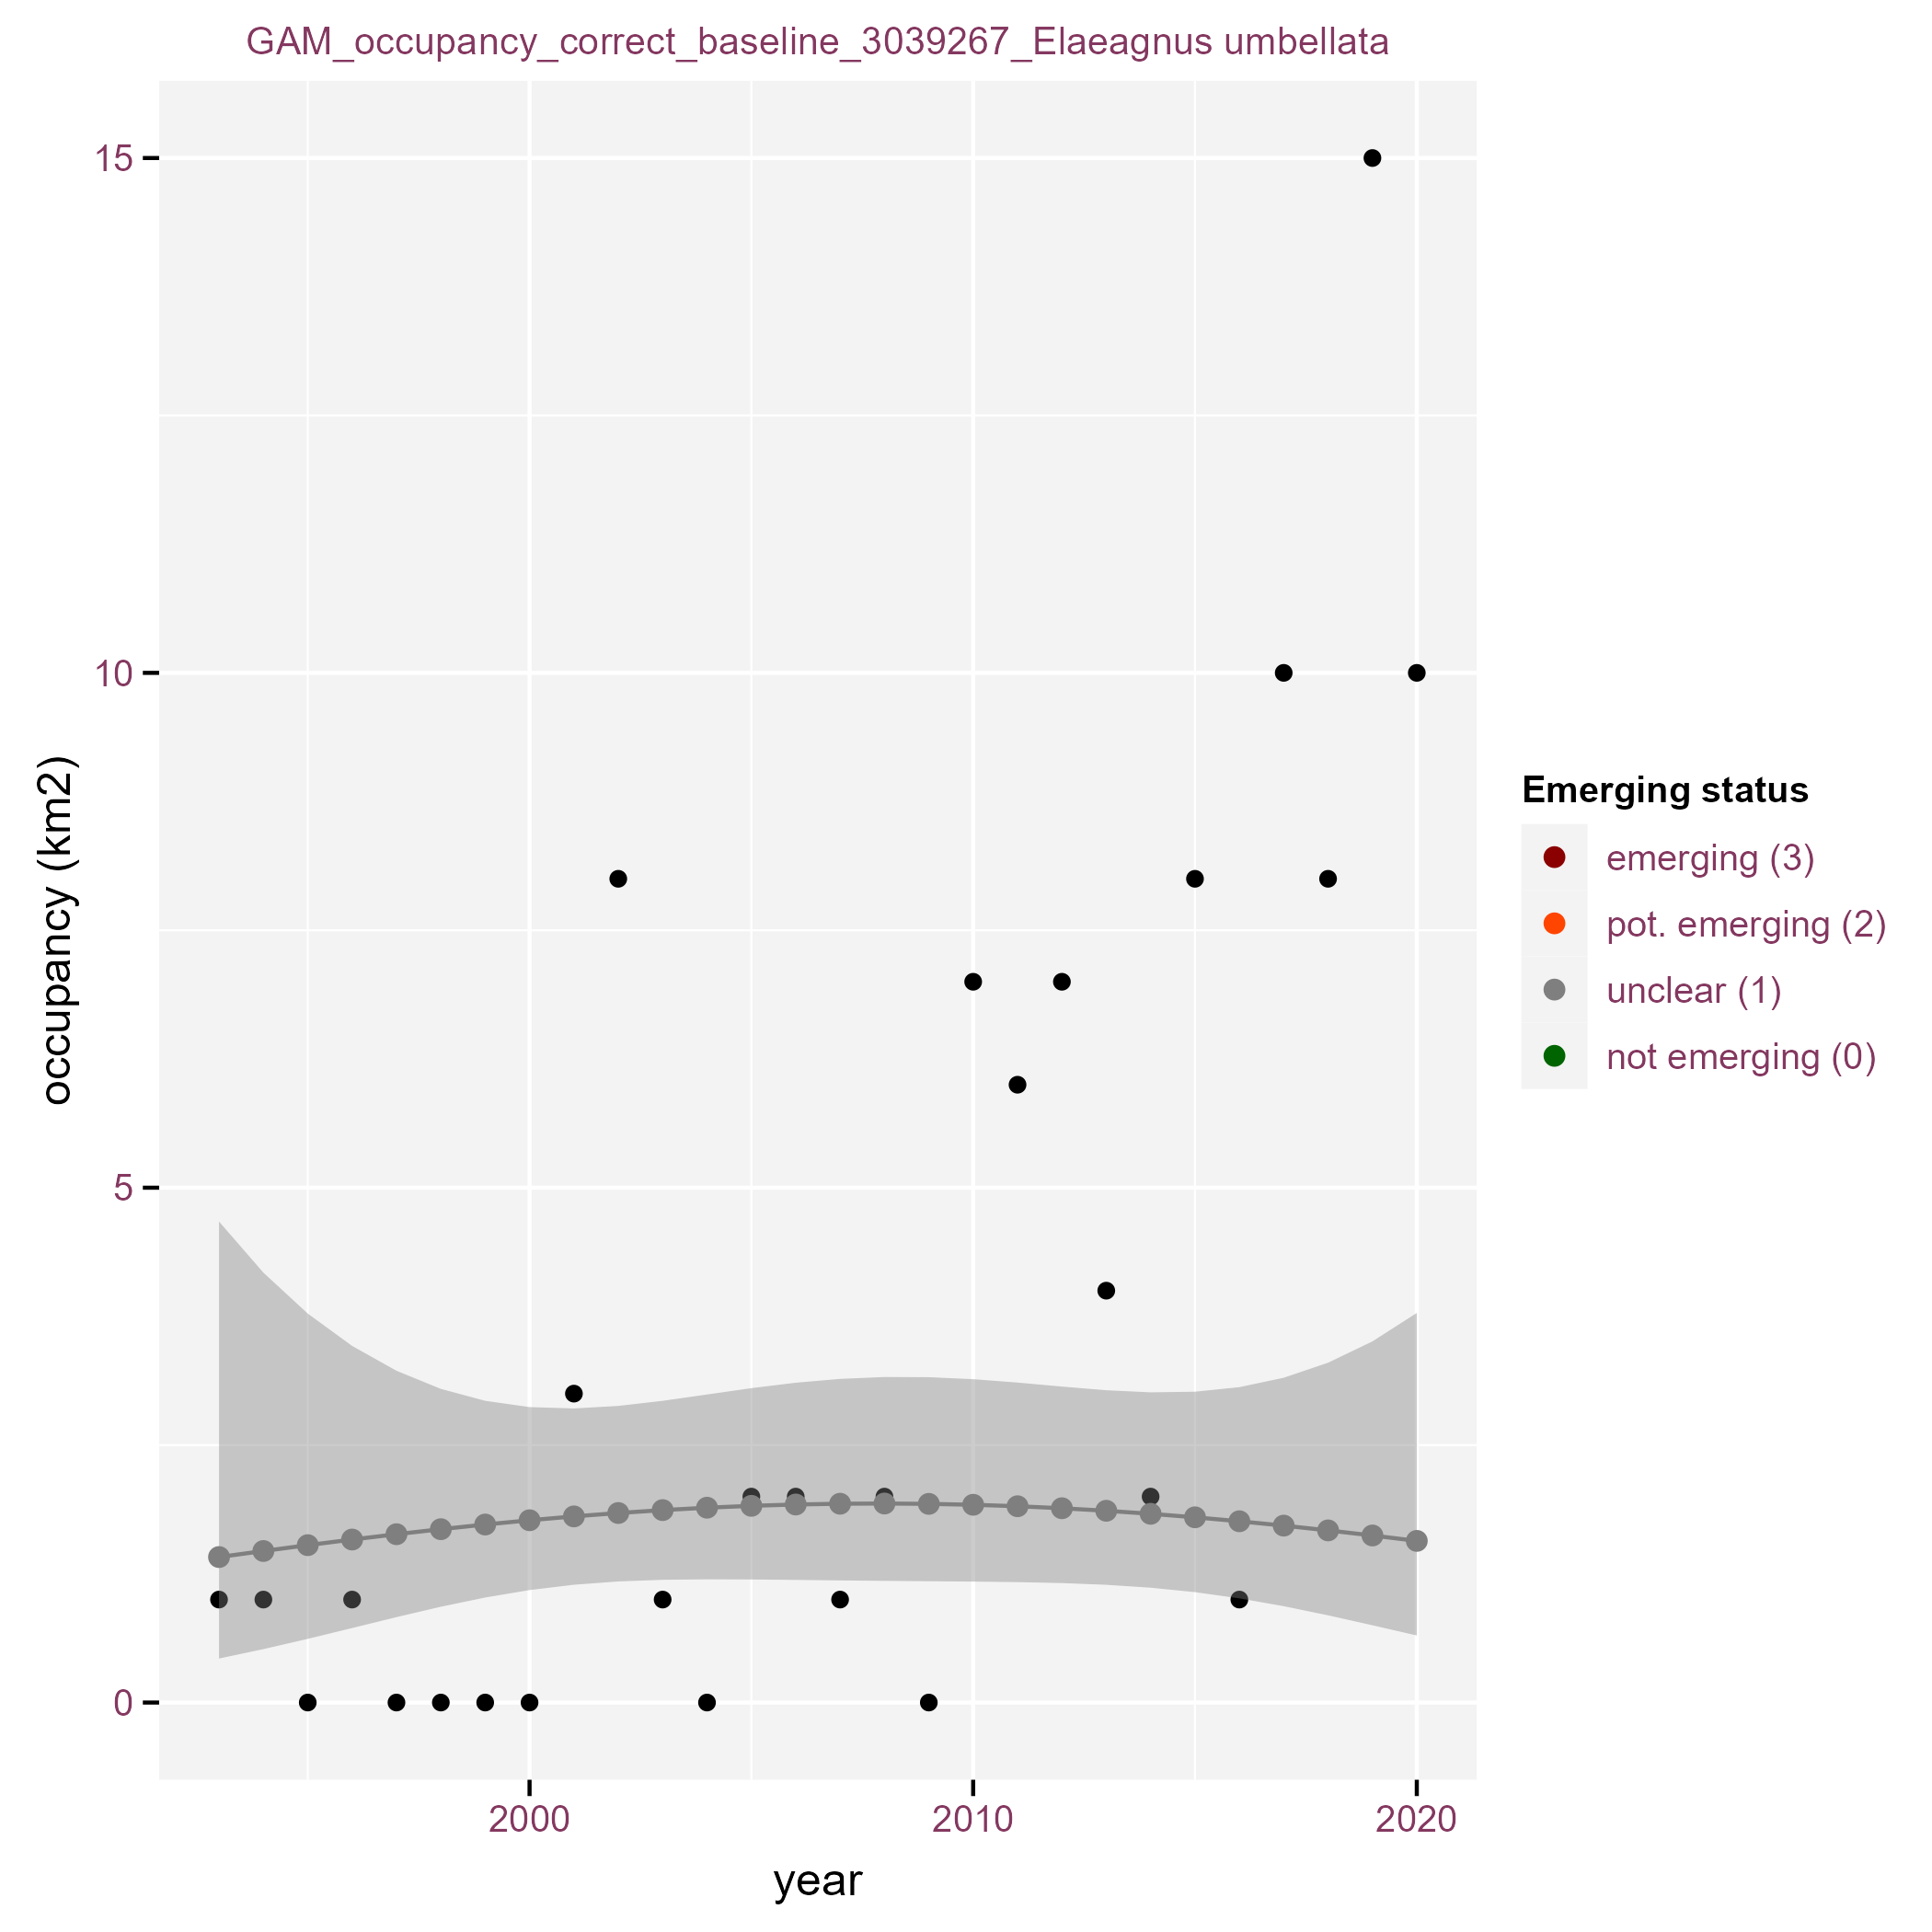 GAM_occupancy_correct_baseline_3039267_Elaeagnus umbellata
15
10
5
0
occupancy (km2)
2000
2010
2020
year
Emerging status
emerging (3)
pot. emerging (2)
unclear (1)
not emerging (0)